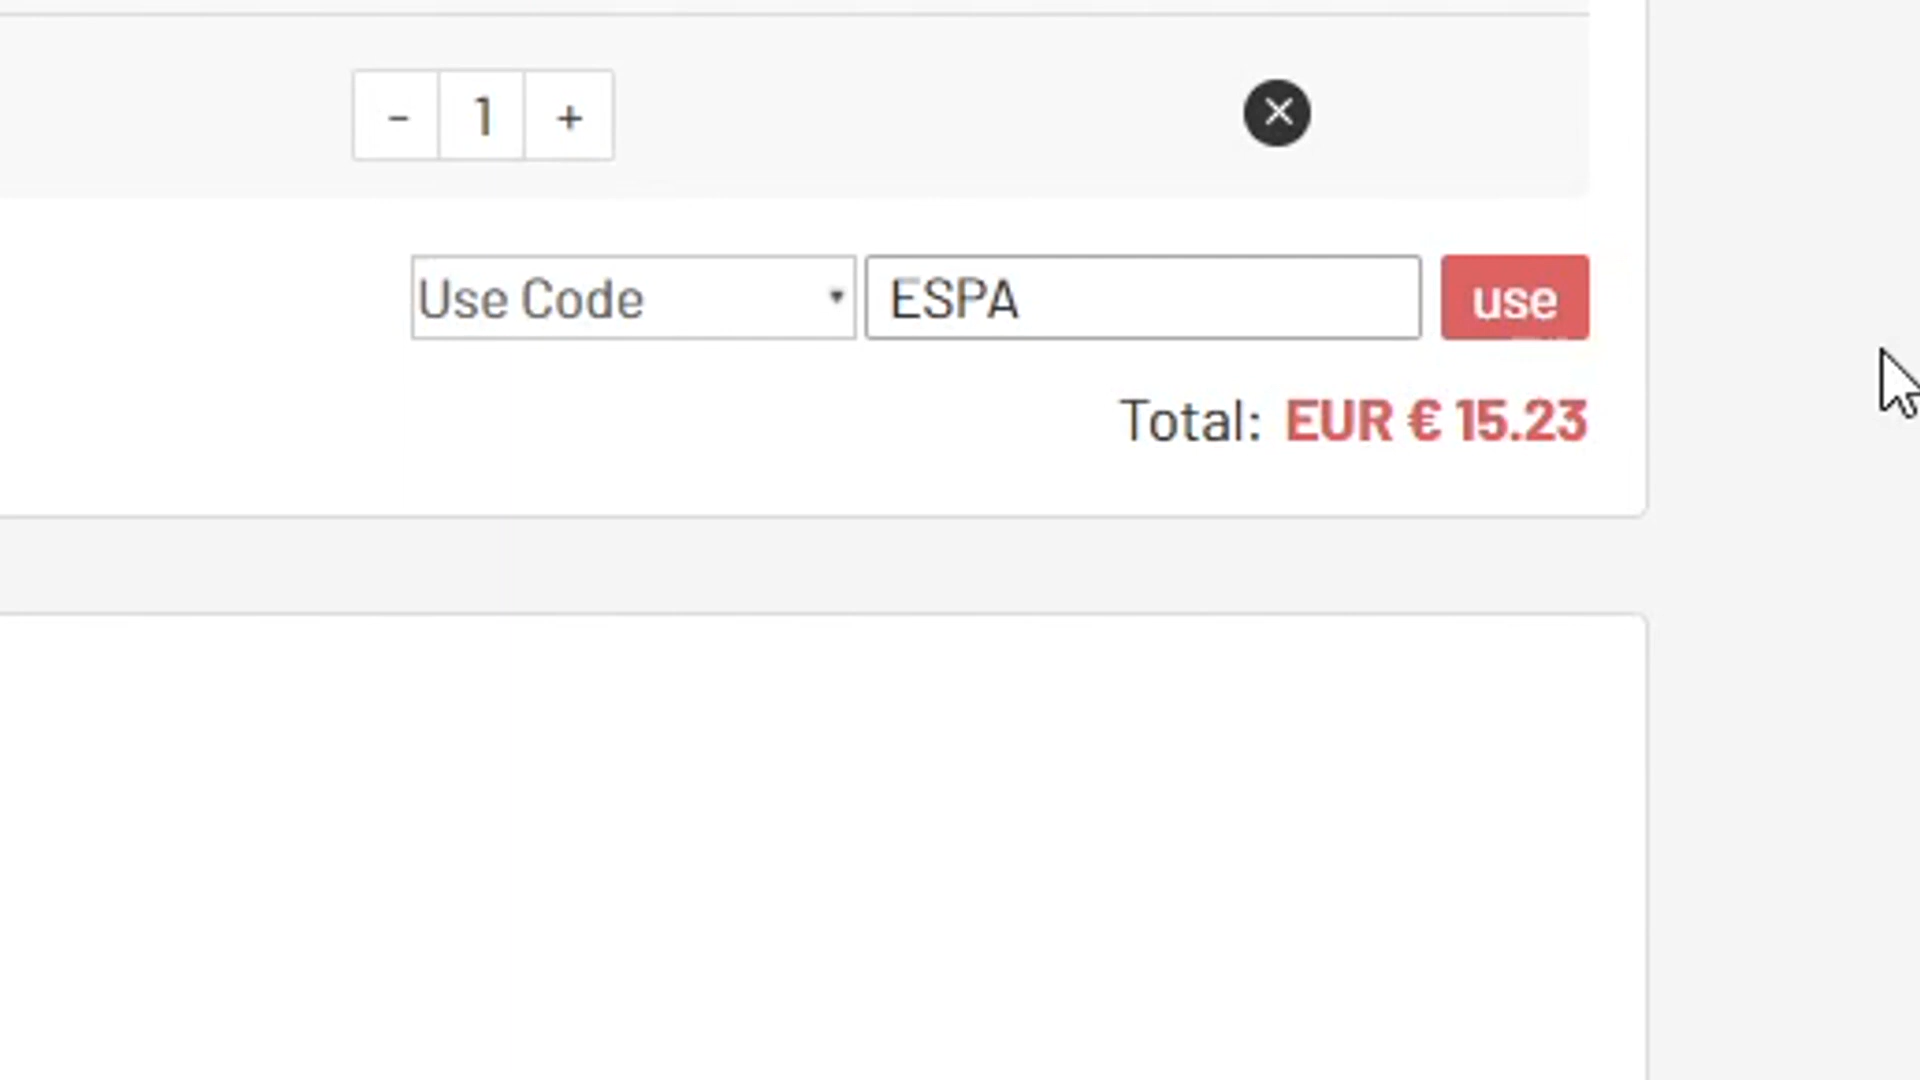 - 1 +
Use Code ESPA use
Total: EUR € 15.23